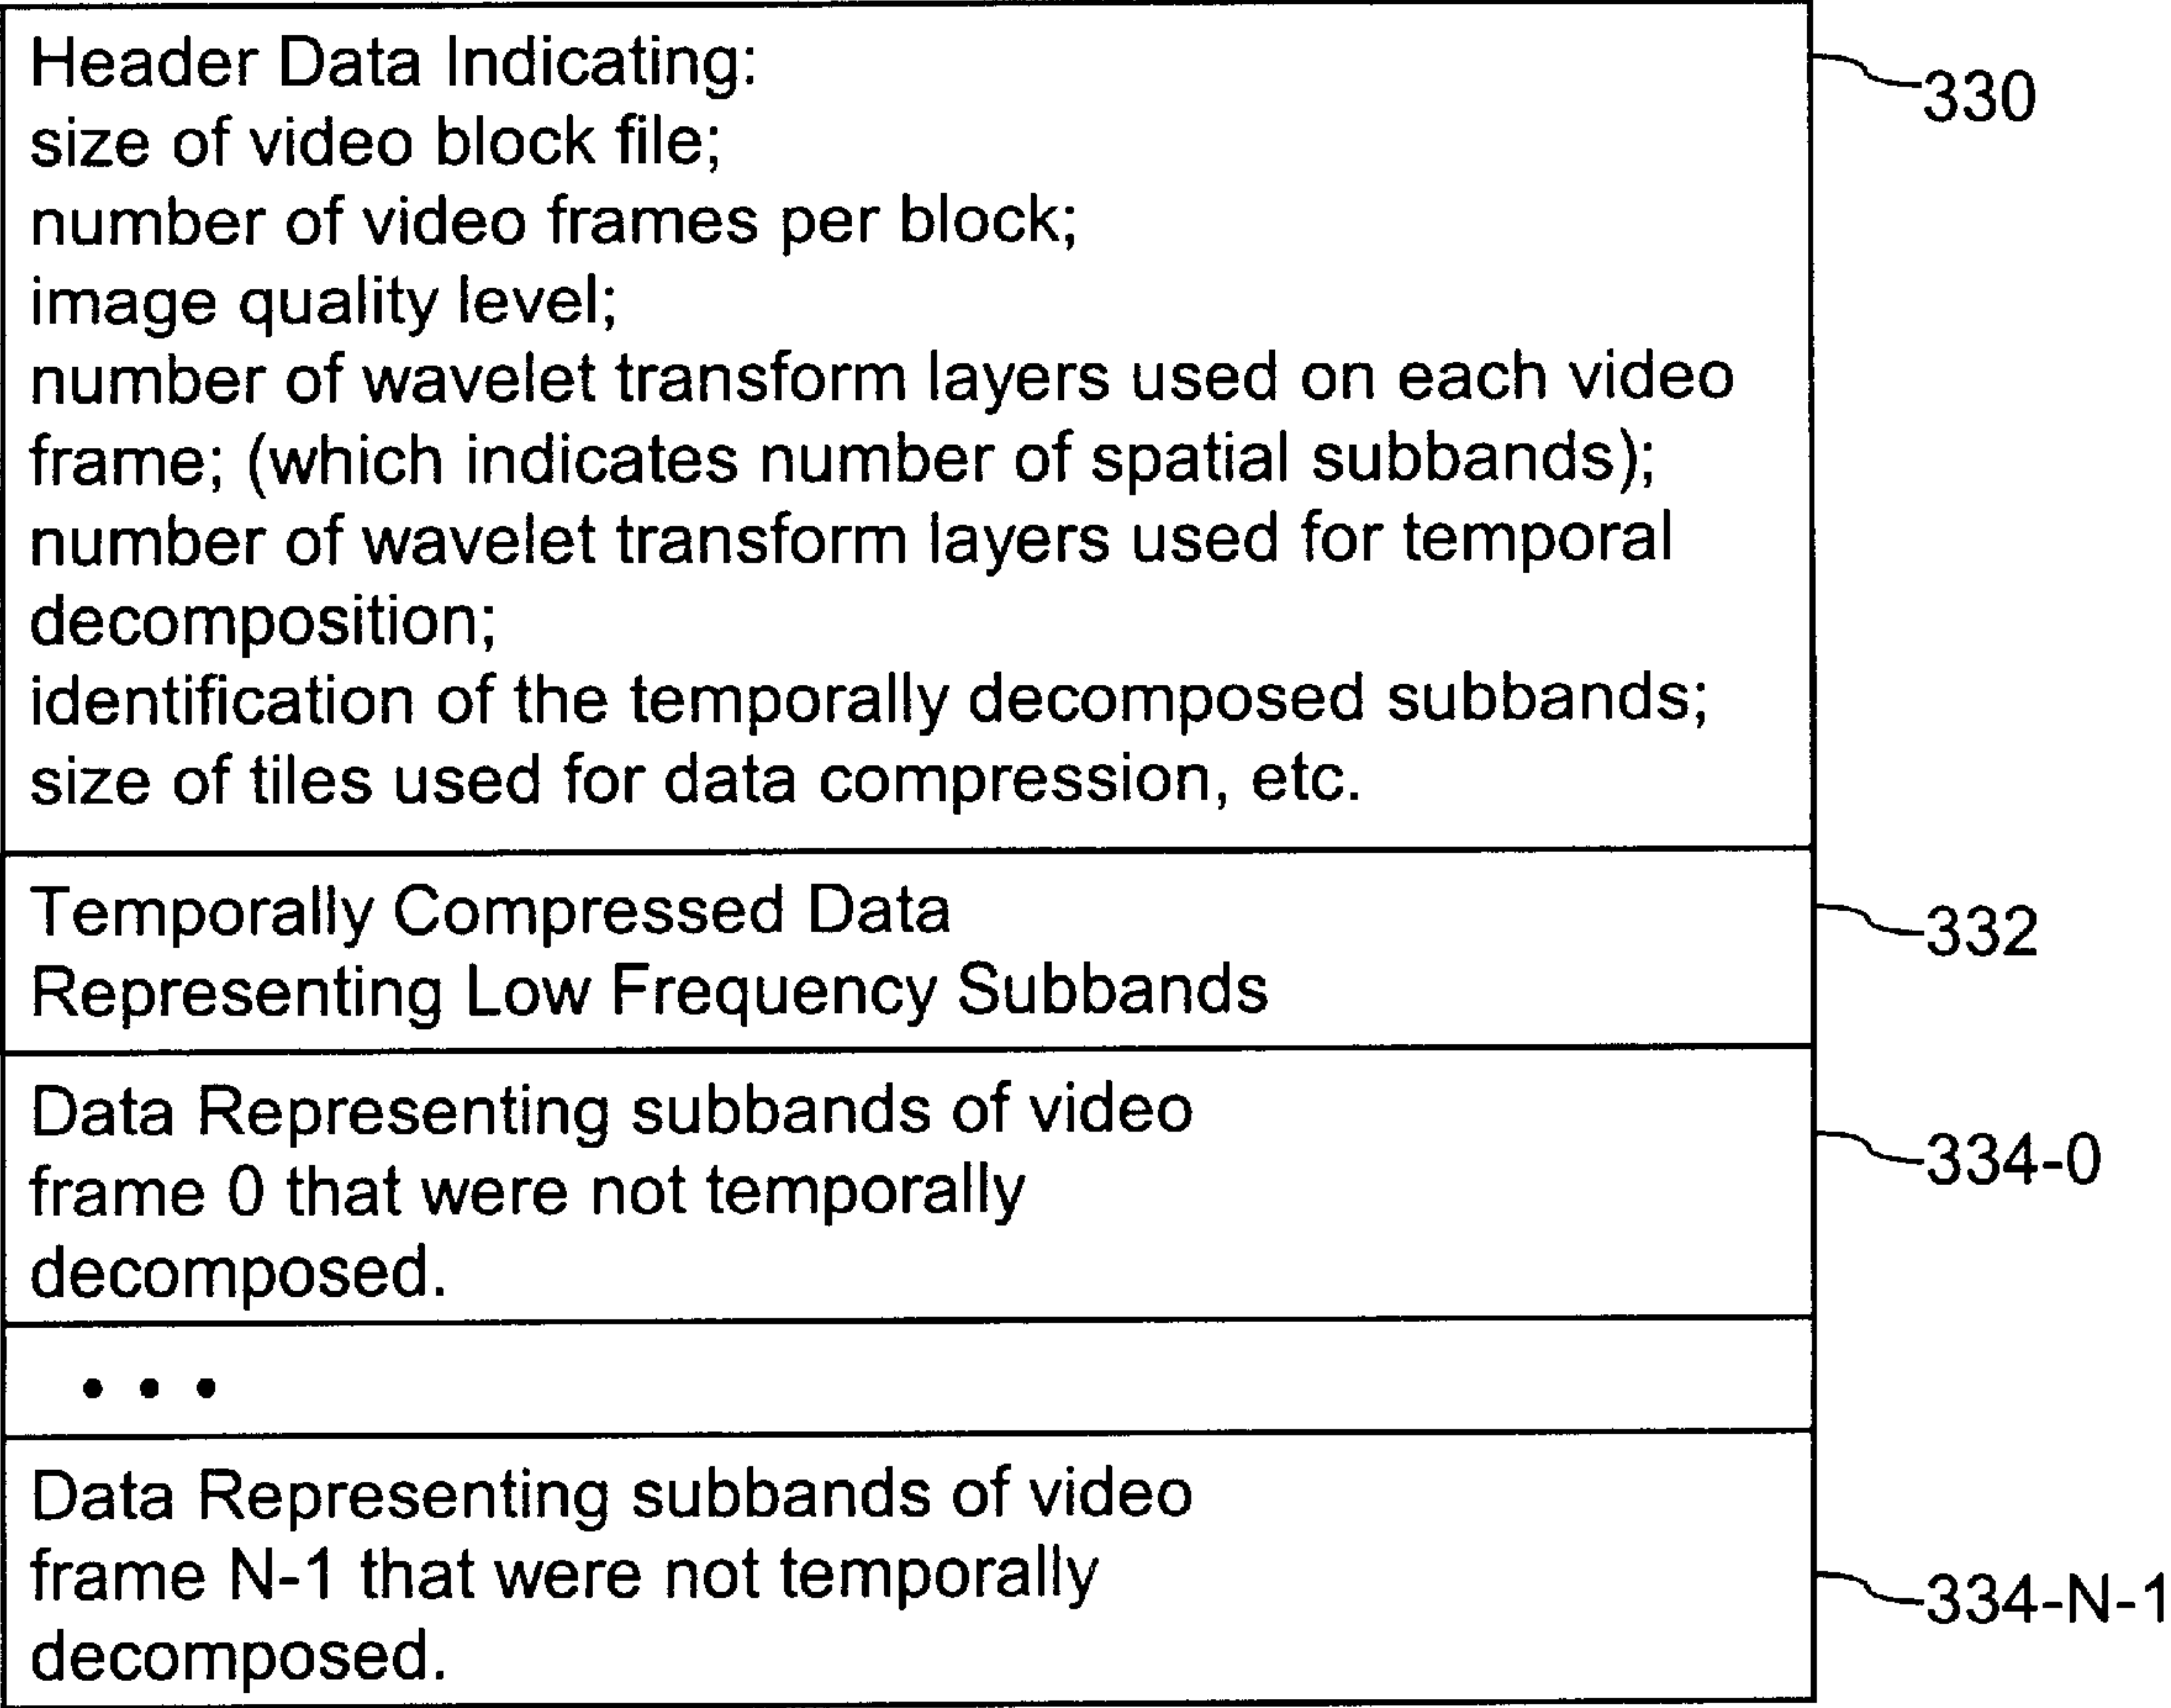 Header Data Indicating:
330
size of video block file;
number of video frames per block;
image quality level;
number of wavelet transform layers used on each video
frame; (which indicates number of spatial subbands);
number of wavelet transform layers used for temporal
decomposition;
identification of the temporally decomposed subbands;
size of tiles used for data compression, etc.
Temporally Compressed Data
332
Representing Low Frequency Subbands
Data Representing subbands of video
334-0
frame 0 that were not temporally
decomposed.
• • •
Data Representing subbands of video
frame N-1 that were not temporally
334-N-1
decomposed.